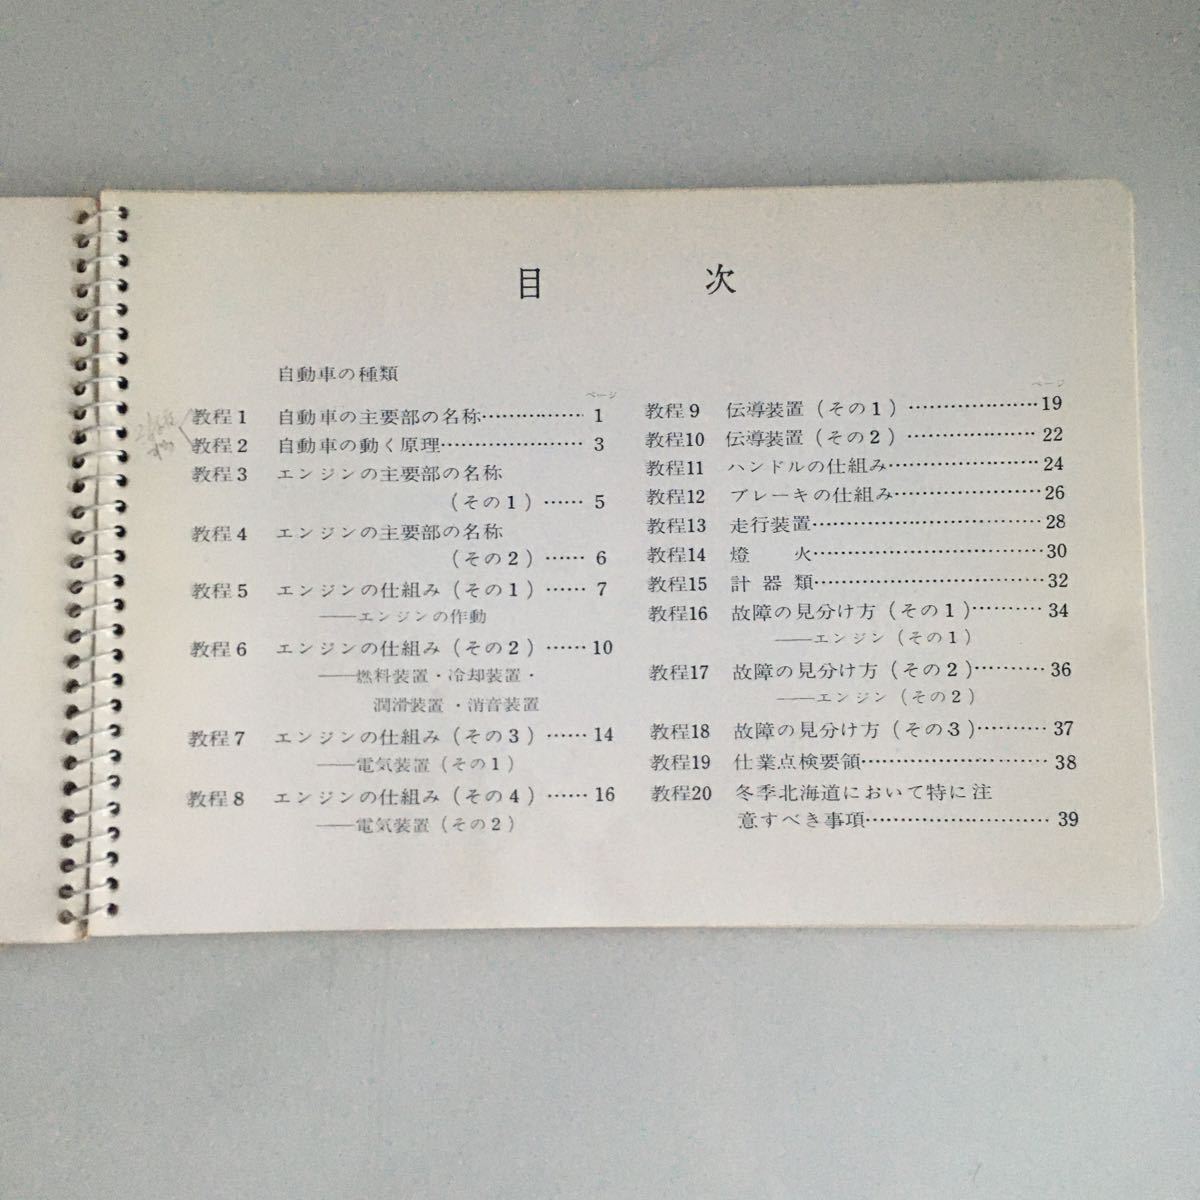 目 次
自動車の種類
ページ
教程1 自動車の主要部の名称……………… 1
教程2 自動車の動く原理…………………… 3
教程3 エンジンの主要部の名称
(その1) …… 5
教程4 エンジンの主要部の名称
(その2) …… 6
教程5 エンジンの仕組み(その1) …… 7
——エンジンの作動
教程6 エンジンの仕組み(その2) ……10
——燃料装置・冷却装置・
潤滑装置・消音装置
教程7 エンジンの仕組み(その3) ……14
——電気装置(その1)
教程8 エンジンの仕組み(その4) ……16
——電気装置(その2)
ページ
教程9 伝導装置(その1) …………………19
教程10 伝導装置(その2) …………………22
教程11 ハンドルの仕組み……………………24
教程12 ブレーキの仕組み……………………26
教程13 走行装置………………………………28
教程14 燈 火………………………………30
教程15 計 器 類………………………………32
教程16 故障の見分け方(その1)…………34
——エンジン(その1)
教程17 故障の見分け方(その2)…………36
——エンジン(その2)
教程18 故障の見分け方(その3)…………37
教程19 仕業点検要領…………………………38
教程20 冬季北海道において特に注
意すべき事項…………………………39